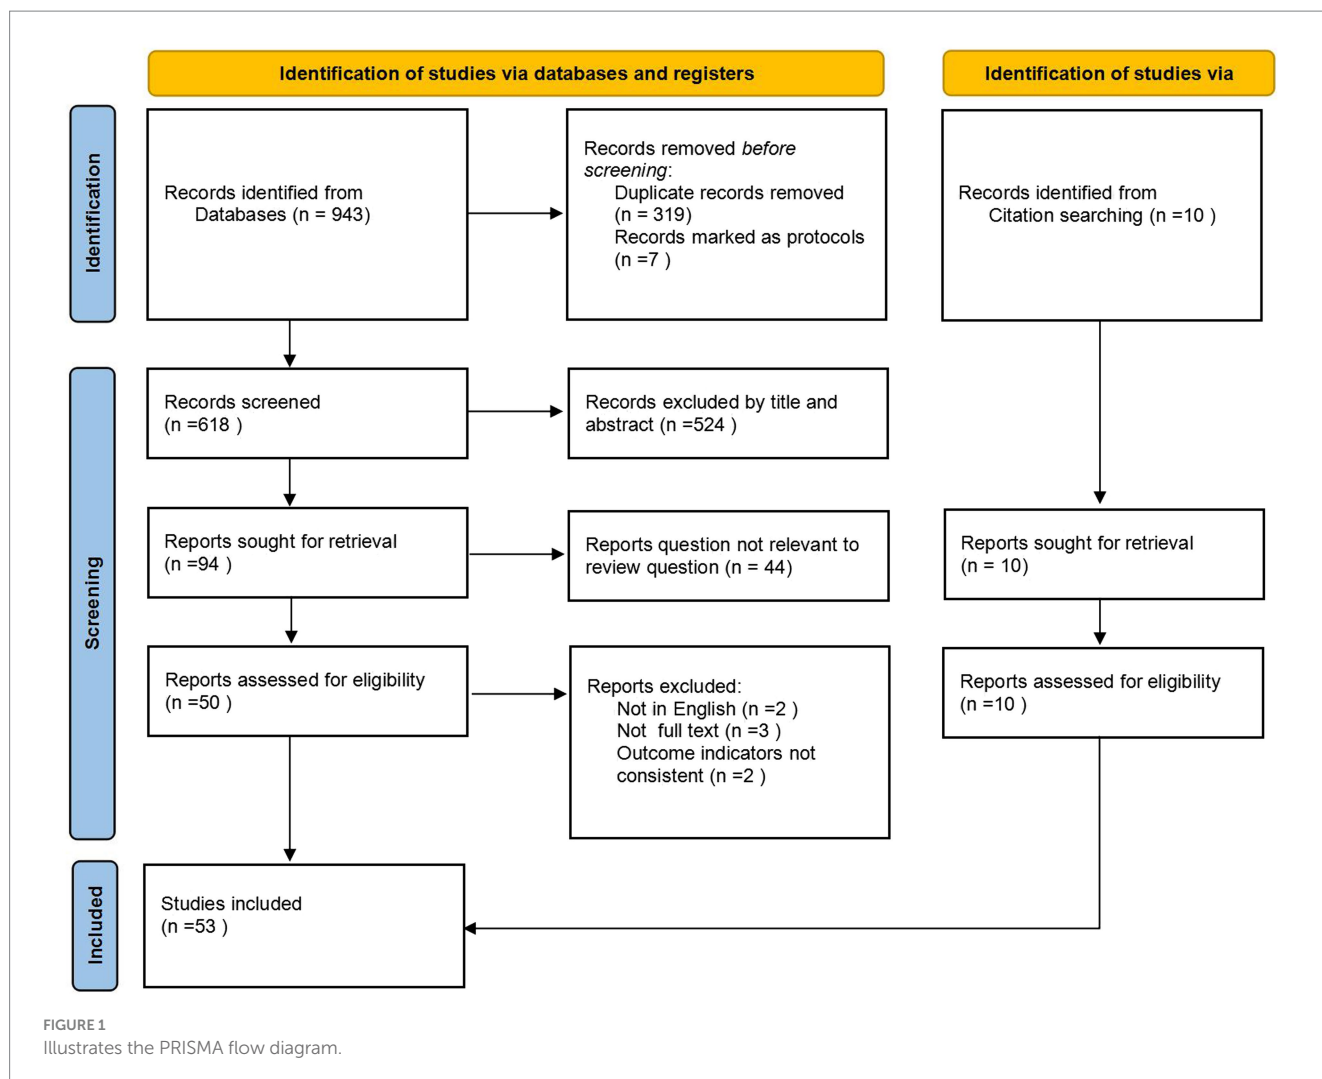 Identification of studies via databases and registers
Identification of studies via
Identification
Records identified from
Databases (n = 943)
Records removed before
screening:
Duplicate records removed
(n = 319)
Records marked as protocols
(n =7 )
Records identified from
Citation searching (n =10 )
Screening
Records screened
(n =618 )
Records excluded by title and
abstract (n =524 )
Reports sought for retrieval
(n =94 )
Reports question not relevant to
review question (n = 44)
Reports sought for retrieval
(n = 10)
Reports assessed for eligibility
(n =50 )
Reports excluded:
Not in English (n =2 )
Not  full text (n =3 )
Outcome indicators not
consistent (n =2 )
Reports assessed for eligibility
(n =10 )
Included
Studies included
(n =53 )
FIGURE 1
Illustrates the PRISMA flow diagram.